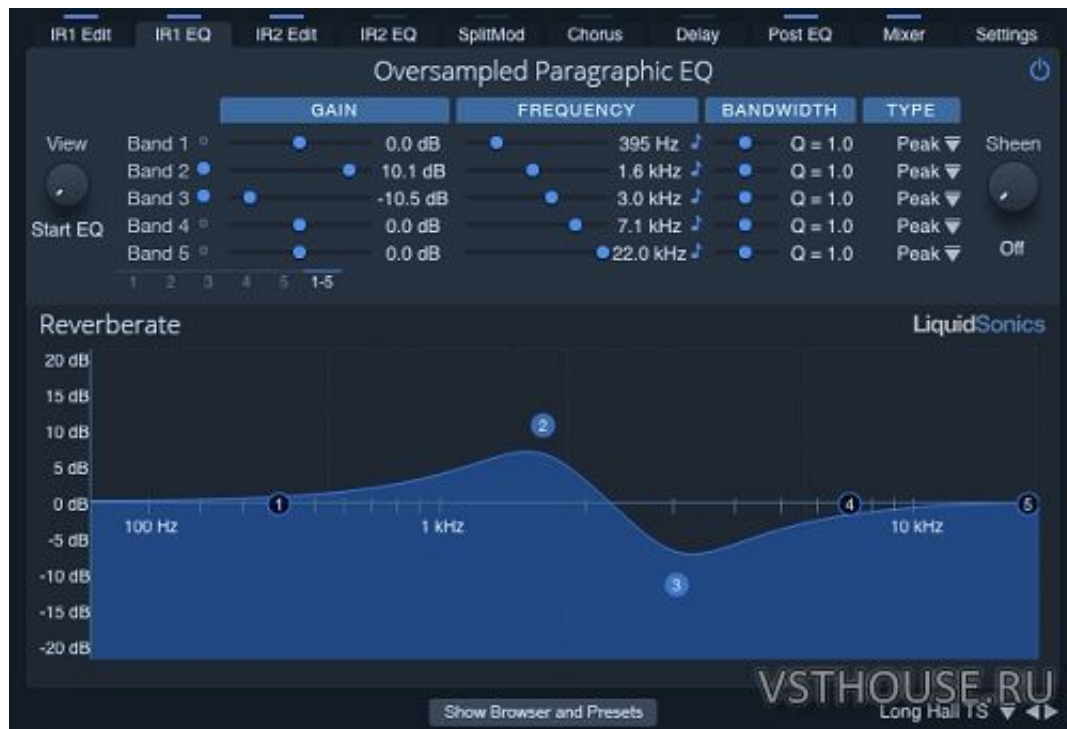 IR1 Edit IR1 EQ IR2 Edit IR2 EQ SplitMod Chorus Delay Post EQ Mixer Settings
Oversampled Paragraphic EQ
GAIN FREQUENCY BANDWIDTH TYPE
View Band 1 0.0 dB 395 Hz Q = 1.0 Peak Sheen
Band 2 10.1 dB 1.6 kHz Q = 1.0 Peak
Band 3 -10.5 dB 3.0 kHz Q = 1.0 Peak
Start EQ Band 4 0.0 dB 7.1 kHz Q = 1.0 Peak
Band 5 0.0 dB 22.0 kHz Q = 1.0 Peak Off
1 2 3 4 5 1-5
Reverberate LiquidSonics
20 dB
15 dB
10 dB 2
5 dB
0 dB 1 4 5
100 Hz 1 kHz 10 kHz
-5 dB
-10 dB 3
-15 dB
-20 dB
VSTHOUSE.RU
Show Browser and Presets Long Hall TS